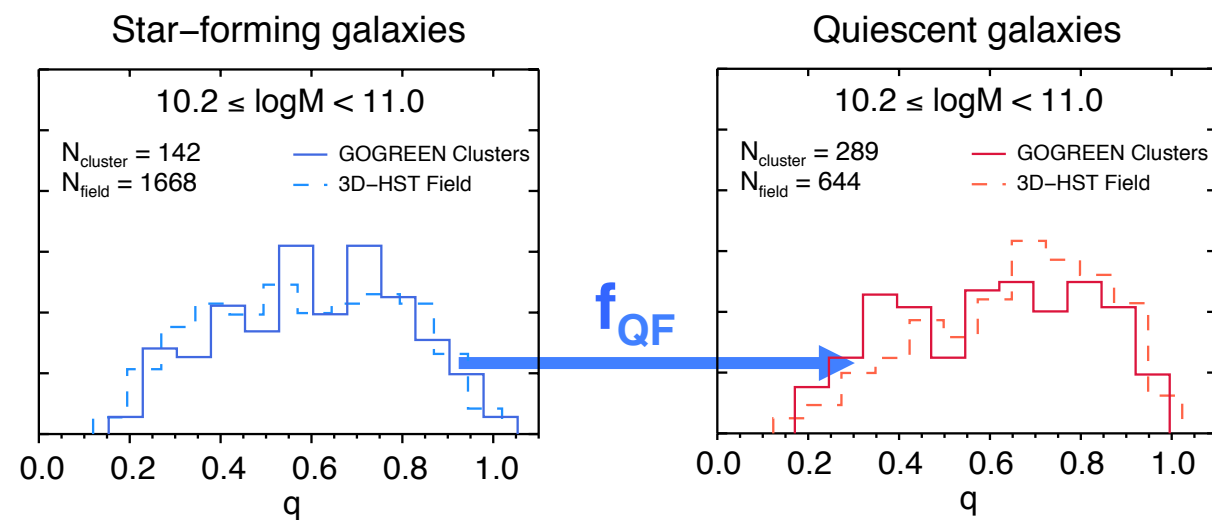 Star−forming galaxies
10.2 ≤ logM < 11.0
N_cluster = 142
N_field = 1668
GOGREEN Clusters
3D−HST Field
0.0 0.2 0.4 0.6 0.8 1.0
q
f_QF
Quiescent galaxies
10.2 ≤ logM < 11.0
N_cluster = 289
N_field = 644
GOGREEN Clusters
3D−HST Field
0.0 0.2 0.4 0.6 0.8 1.0
q